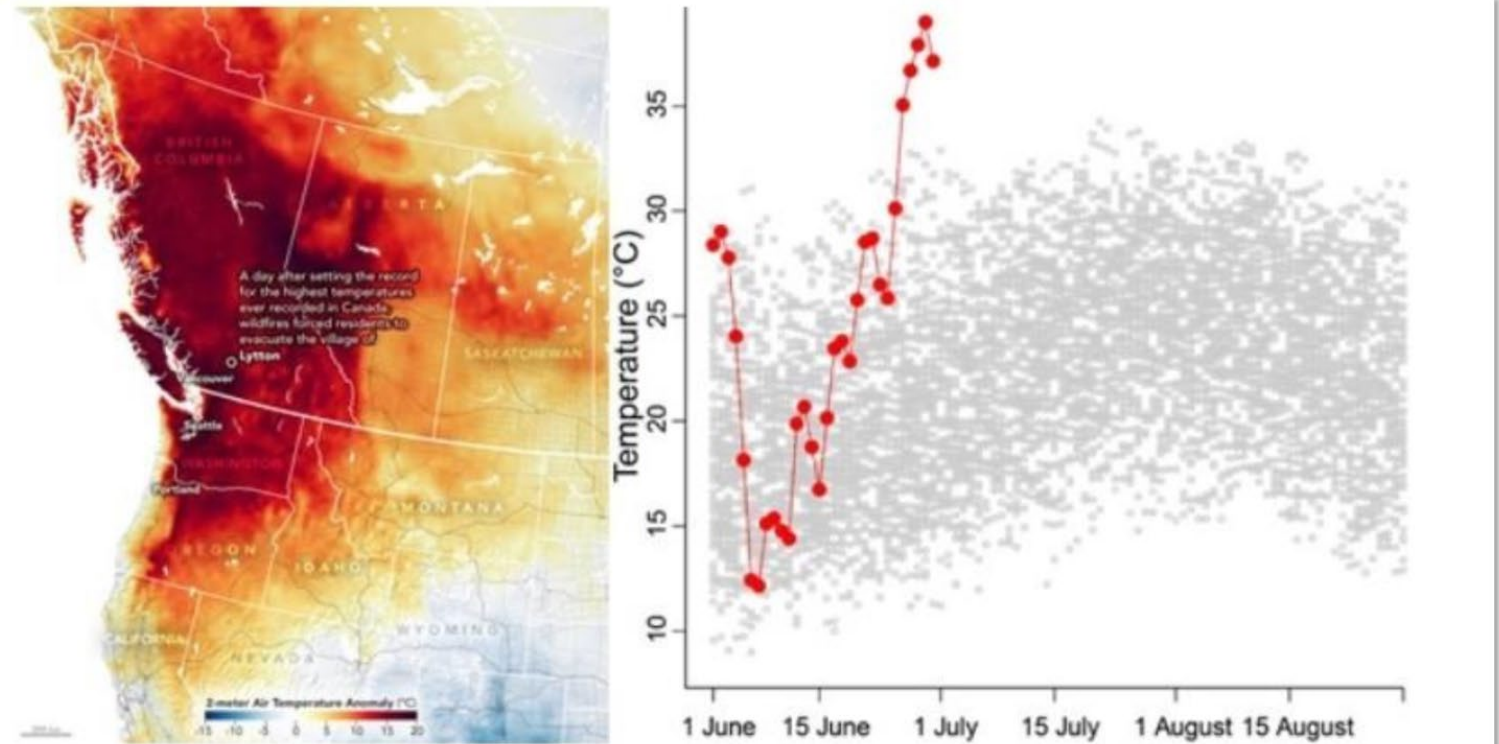 BRITISH
COLUMBIA
ALBERTA
A day after setting the record
for the highest temperatures
ever recorded in Canada,
wildfires forced residents to
evacuate the village of
Lytton
SASKATCHEWAN
Vancouver
Seattle
WASHINGTON
Portland
MONTANA
OREGON
IDAHO
WYOMING
CALIFORNIA
NEVADA
2-meter Air Temperature Anomaly (°C)
-15 -10 -5 0 5 10 15 20
Temperature (°C)
35
30
25
20
15
10
1 June 15 June 1 July 15 July 1 August 15 August